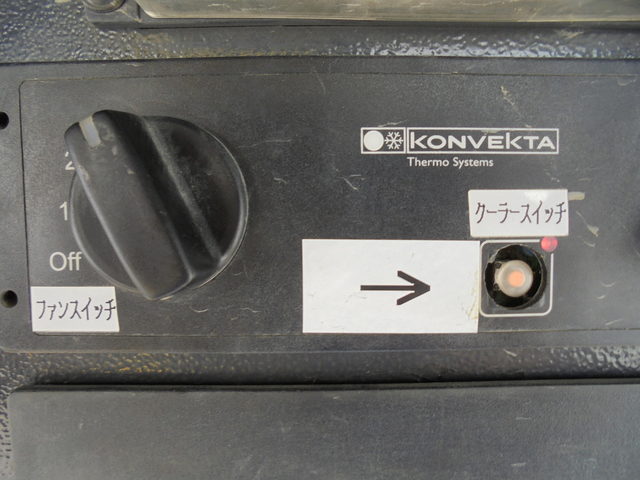 KONVEKTA
Thermo Systems
2
1
Off
クーラースイッチ
→
ファンスイッチ